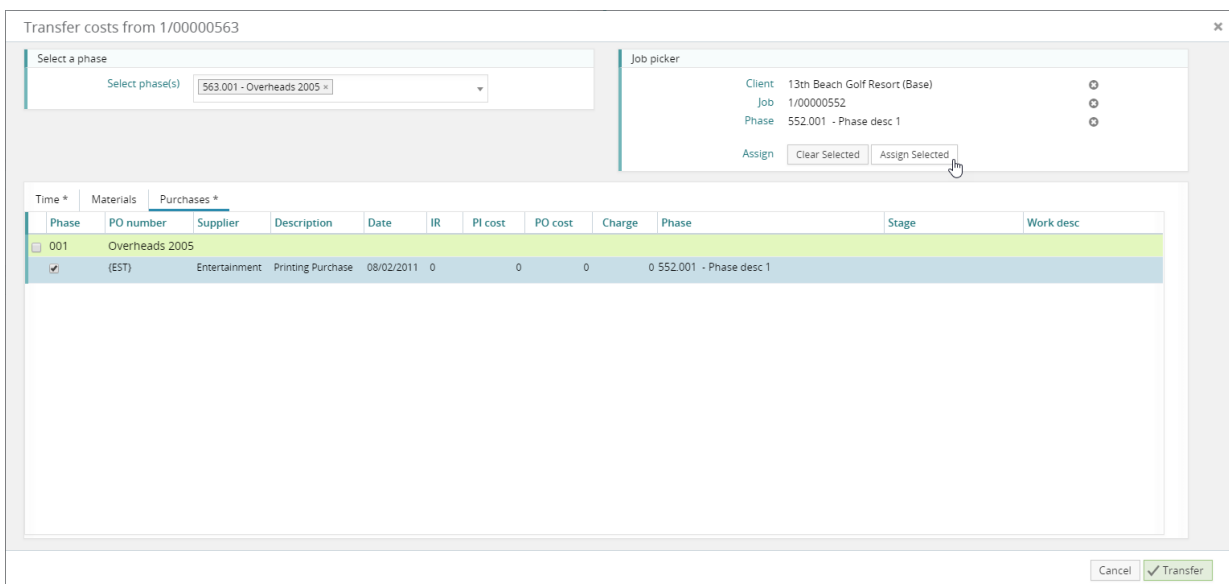 Transfer costs from 1/00000563
Select a phase
Select phase(s) 563.001 - Overheads 2005 ×
Job picker
Client 13th Beach Golf Resort (Base)
Job 1/00000552
Phase 552.001 - Phase desc 1
Assign Clear Selected Assign Selected
Time * Materials Purchases *
Phase PO number Supplier Description Date IR PI cost PO cost Charge Phase Stage Work desc
001 Overheads 2005
(EST) Entertainment Printing Purchase 08/02/2011 0 0 0 0 552.001 - Phase desc 1
Cancel Transfer